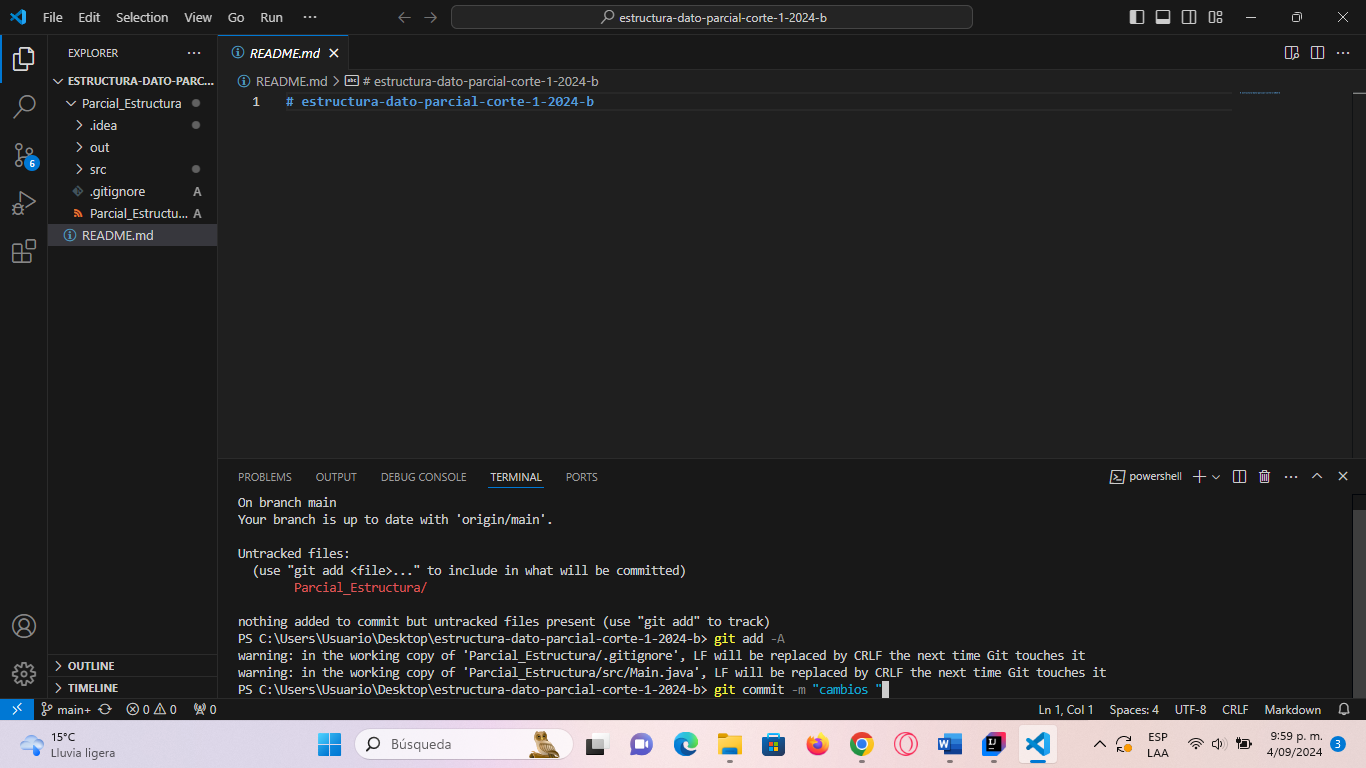 File Edit Selection View Go Run ···
estructura-dato-parcial-corte-1-2024-b
EXPLORER
ESTRUCTURA-DATO-PARC...
Parcial_Estructura
.idea
out
src
.gitignore A
Parcial_Estructu... A
README.md
6
README.md
README.md > # estructura-dato-parcial-corte-1-2024-b
1 # estructura-dato-parcial-corte-1-2024-b
PROBLEMS OUTPUT DEBUG CONSOLE TERMINAL PORTS
powershell
On branch main
Your branch is up to date with 'origin/main'.
Untracked files:
(use "git add <file>..." to include in what will be committed)
Parcial_Estructura/
nothing added to commit but untracked files present (use "git add" to track)
PS C:\Users\Usuario\Desktop\estructura-dato-parcial-corte-1-2024-b> git add -A
warning: in the working copy of 'Parcial_Estructura/.gitignore', LF will be replaced by CRLF the next time Git touches it
warning: in the working copy of 'Parcial_Estructura/src/Main.java', LF will be replaced by CRLF the next time Git touches it
PS C:\Users\Usuario\Desktop\estructura-dato-parcial-corte-1-2024-b> git commit -m "cambios "
OUTLINE
TIMELINE
main+ 0 0 0
Ln 1, Col 1 Spaces: 4 UTF-8 CRLF Markdown
15°C
Lluvia ligera
Búsqueda
ESP
LAA
9:59 p. m.
4/09/2024
3